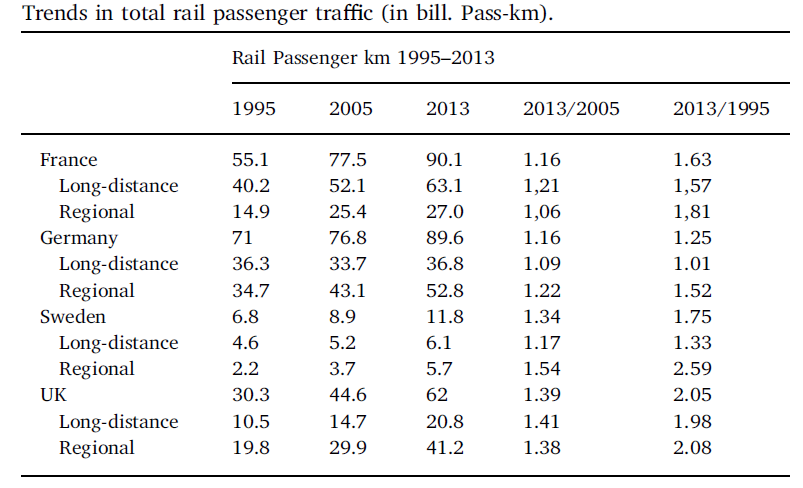 Trends in total rail passenger traffic (in bill. Pass-km).
Rail Passenger km 1995–2013
1995 2005 2013 2013/2005 2013/1995
France 55.1 77.5 90.1 1.16 1.63
Long-distance 40.2 52.1 63.1 1,21 1,57
Regional 14.9 25.4 27.0 1,06 1,81
Germany 71 76.8 89.6 1.16 1.25
Long-distance 36.3 33.7 36.8 1.09 1.01
Regional 34.7 43.1 52.8 1.22 1.52
Sweden 6.8 8.9 11.8 1.34 1.75
Long-distance 4.6 5.2 6.1 1.17 1.33
Regional 2.2 3.7 5.7 1.54 2.59
UK 30.3 44.6 62 1.39 2.05
Long-distance 10.5 14.7 20.8 1.41 1.98
Regional 19.8 29.9 41.2 1.38 2.08